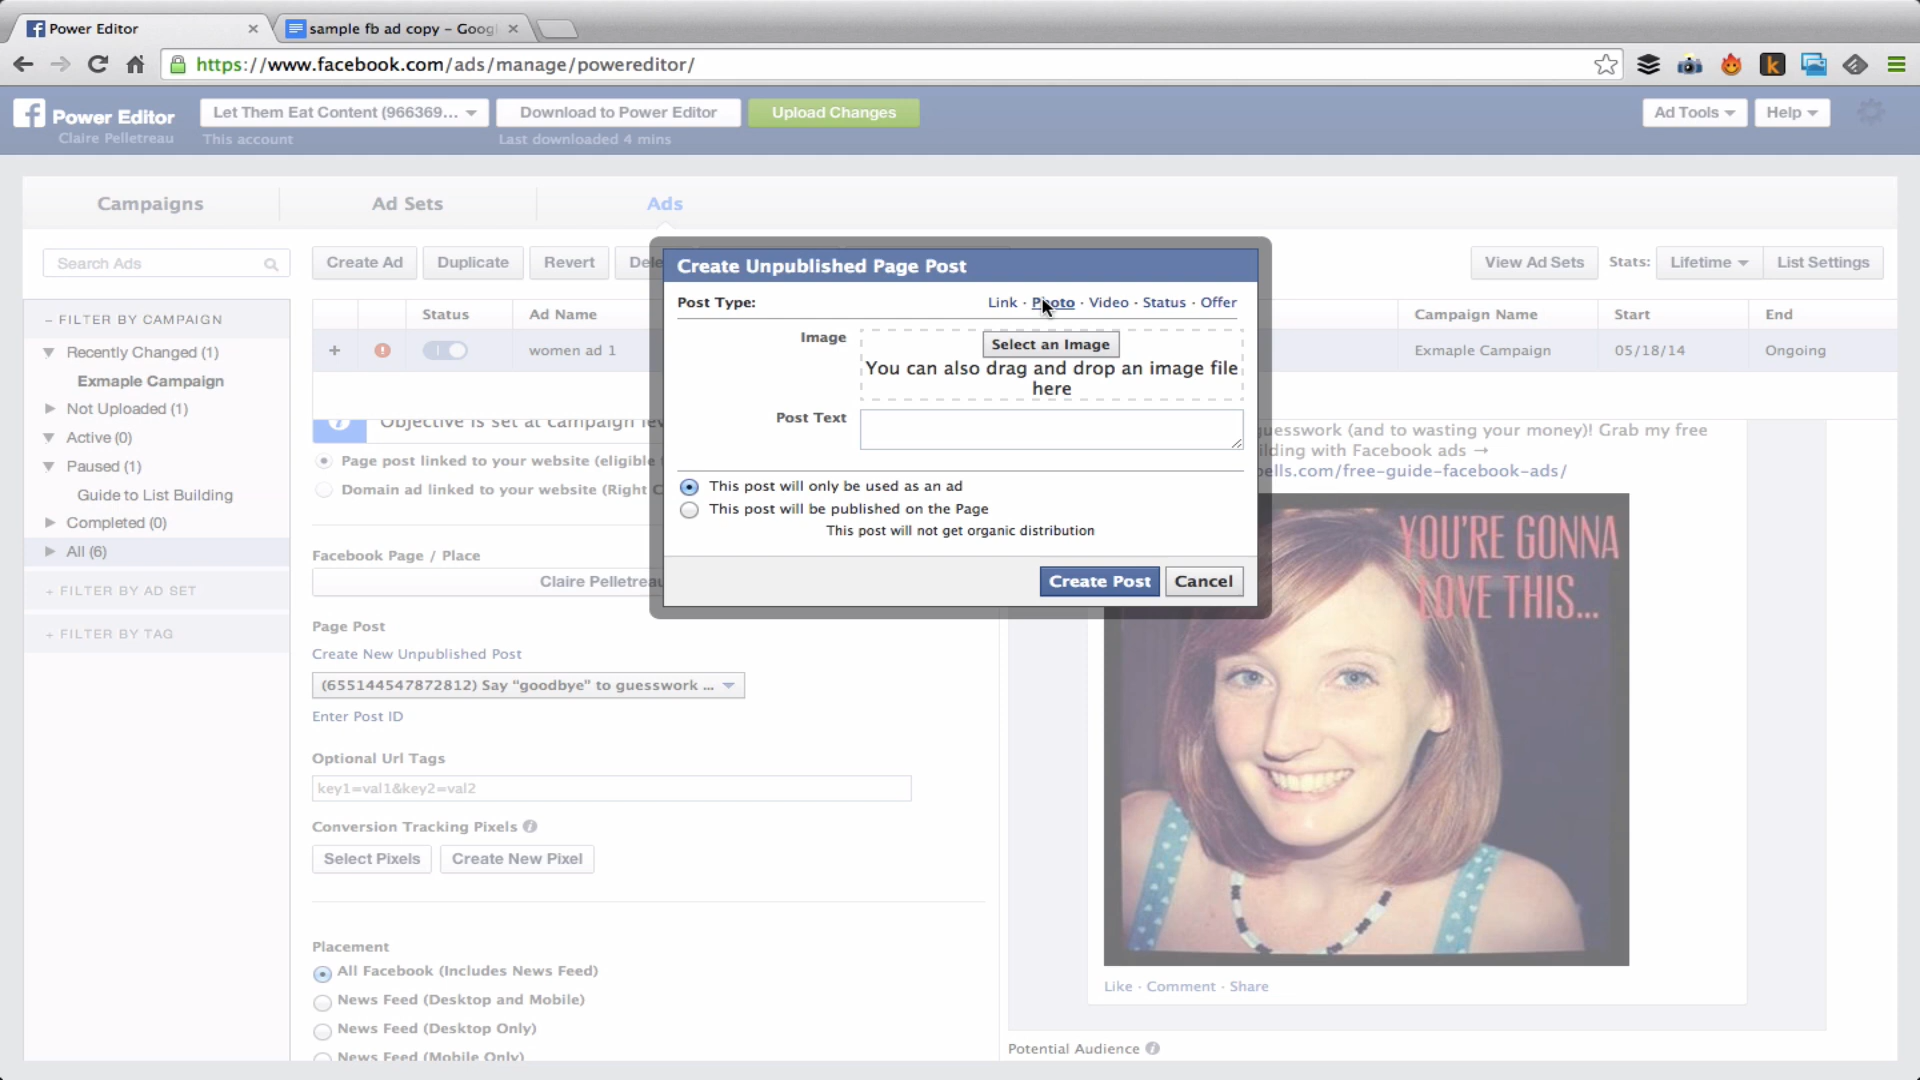 Power Editor
sample fb ad copy – Goog
https://www.facebook.com/ads/manage/powereditor/
Power Editor
Claire Pelletreau
Let Them Eat Content (966369...
This account
Download to Power Editor
Last downloaded 4 mins
Upload Changes
Ad Tools
Help
Campaigns
Ad Sets
Ads
Search Ads
Create Ad
Duplicate
Revert
View Ad Sets
Stats:
Lifetime
List Settings
– FILTER BY CAMPAIGN
Recently Changed (1)
Exmaple Campaign
Not Uploaded (1)
Active (0)
Paused (1)
Guide to List Building
Completed (0)
All (6)
+ FILTER BY AD SET
+ FILTER BY TAG
Status
Ad Name
Campaign Name
Start
End
women ad 1
Exmaple Campaign
05/18/14
Ongoing
Objective is set at campaign
Page post linked to your website (eligible
Domain ad linked to your website (Right
Facebook Page / Place
Claire Pelletreau
Page Post
Create New Unpublished Post
(655144547872812) Say "goodbye" to guesswork ...
Enter Post ID
Optional Url Tags
key1=val1&key2=val2
Conversion Tracking Pixels
Select Pixels
Create New Pixel
Placement
All Facebook (Includes News Feed)
News Feed (Desktop and Mobile)
News Feed (Desktop Only)
News Feed (Mobile Only)
Create Unpublished Page Post
Post Type:
Link · Photo · Video · Status · Offer
Image
Select an Image
You can also drag and drop an image file
here
Post Text
This post will only be used as an ad
This post will be published on the Page
This post will not get organic distribution
Create Post
Cancel
guesswork (and to wasting your money)! Grab my free
ilding with Facebook ads →
ells.com/free-guide-facebook-ads/
YOU'RE GONNA
LOVE THIS...
Like · Comment · Share
Potential Audience